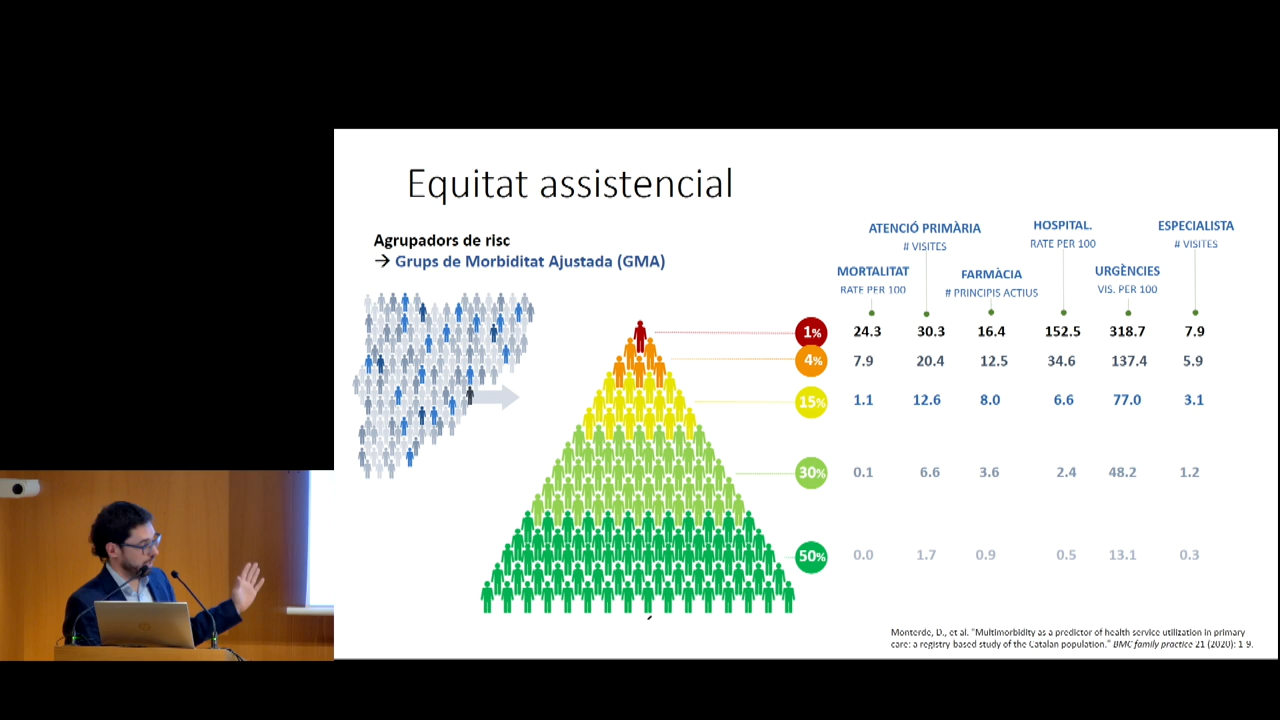 Equitat assistencial
Agrupadors de risc
→ Grups de Morbiditat Ajustada (GMA)
MORTALITAT
RATE PER 100
ATENCIÓ PRIMÀRIA
# VISITES
FARMÀCIA
# PRINCIPIS ACTIUS
HOSPITAL.
RATE PER 100
URGÈNCIES
VIS. PER 100
ESPECIALISTA
# VISITES
1% 24.3 30.3 16.4 152.5 318.7 7.9
4% 7.9 20.4 12.5 34.6 137.4 5.9
15% 1.1 12.6 8.0 6.6 77.0 3.1
30% 0.1 6.6 3.6 2.4 48.2 1.2
50% 0.0 1.7 0.9 0.5 13.1 0.3
Monterde, D., et al. "Multimorbidity as a predictor of health service utilization in primary
care: a registry-based study of the Catalan population." BMC family practice 21 (2020): 1-9.